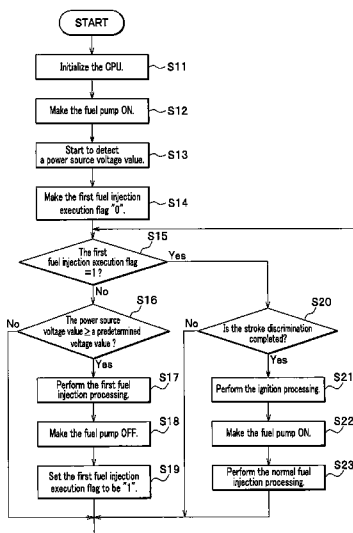 START
Initialize the CPU.
S11
Make the fuel pump ON.
S12
Start to detect
a power source voltage value.
S13
Make the first fuel injection
execution flag "0".
S14
S15
The first
fuel injection execution flag
=1 ?
Yes
No
S16
The power source
voltage value ≥ a predetermined
voltage value ?
No
Yes
S17
Perform the first fuel
injection processing.
S18
Make the fuel pump OFF.
S19
Set the first fuel injection
execution flag to be "1".
S20
Is the stroke discrimination
completed?
No
Yes
S21
Perform the ignition processing.
S22
Make the fuel pump ON.
S23
Perform the normal fuel
injection processing.